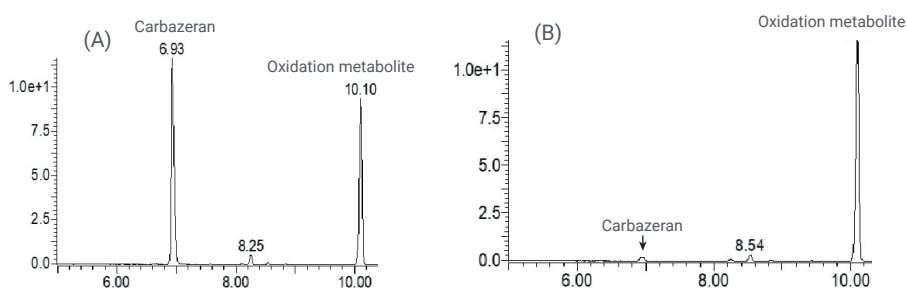 (A)
Carbazeran
6.93
Oxidation metabolite
10.10
1.0e+1
7.5
5.0
2.5
0.0
8.25
6.00
8.00
10.00
(B)
Oxidation metabolite
1.0e+1
7.5
5.0
2.5
0.0
Carbazeran
8.54
6.00
8.00
10.00